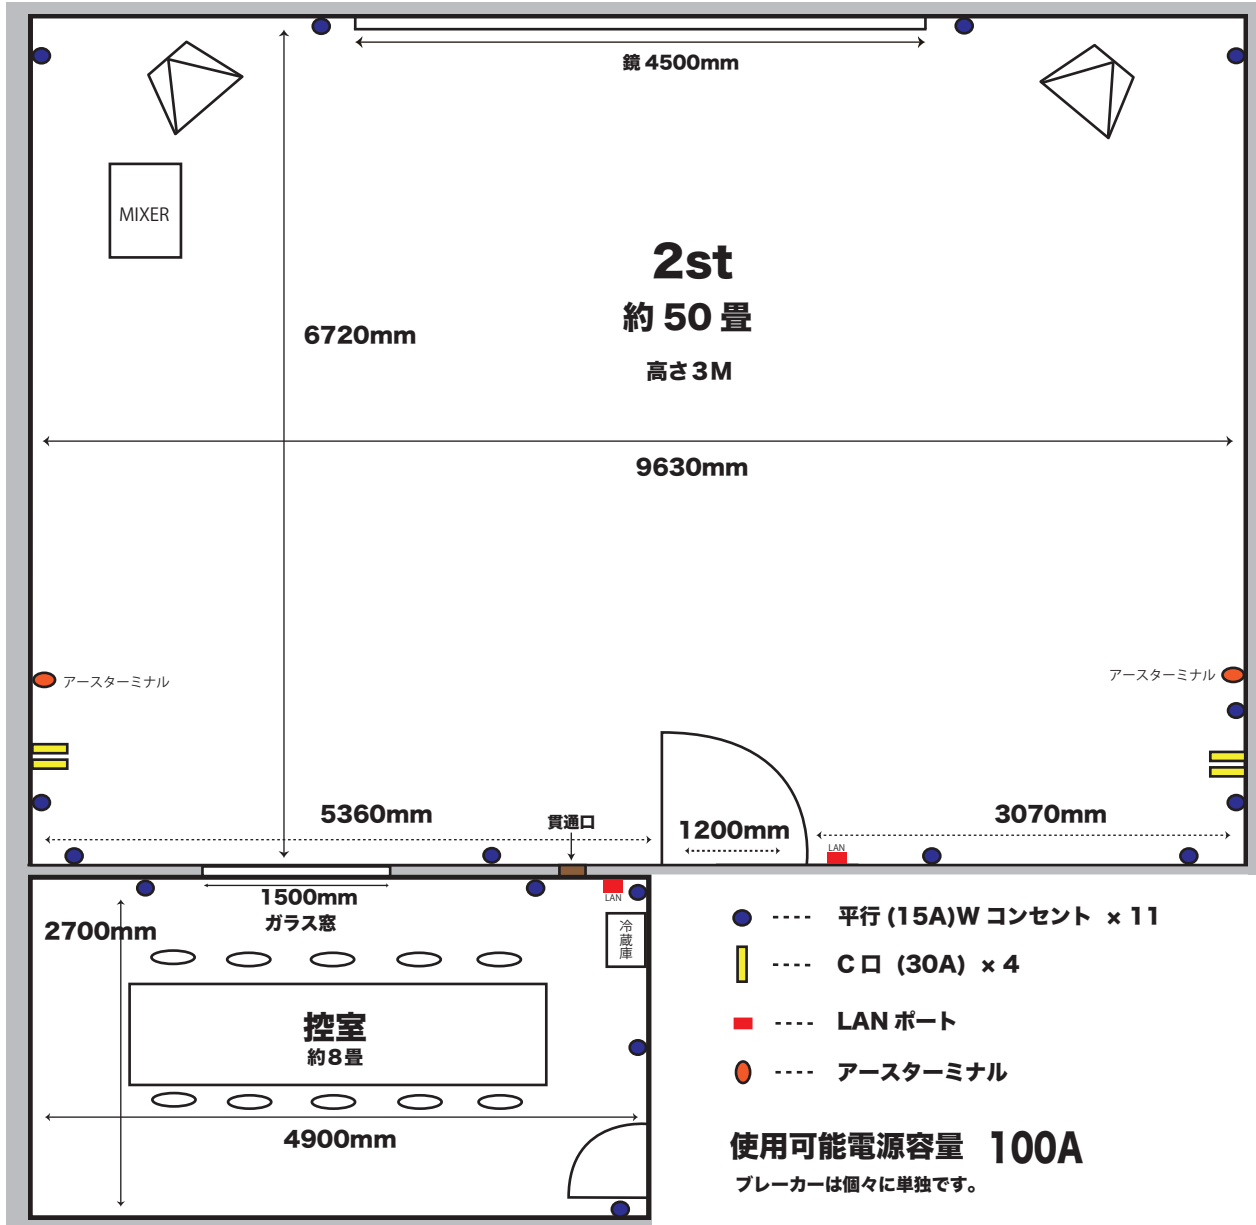 鏡 4500mm
MIXER
2st
約 50 畳
高さ3M
6720mm
9630mm
アースターミナル
アースターミナル
5360mm
貫通口
1200mm
3070mm
LAN
1500mm
ガラス窓
LAN
2700mm
冷蔵庫
控室
約8畳
4900mm
平行 (15A)W コンセント × 11
C 口 (30A) × 4
LAN ポート
アースターミナル
使用可能電源容量 100A
ブレーカーは個々に単独です。